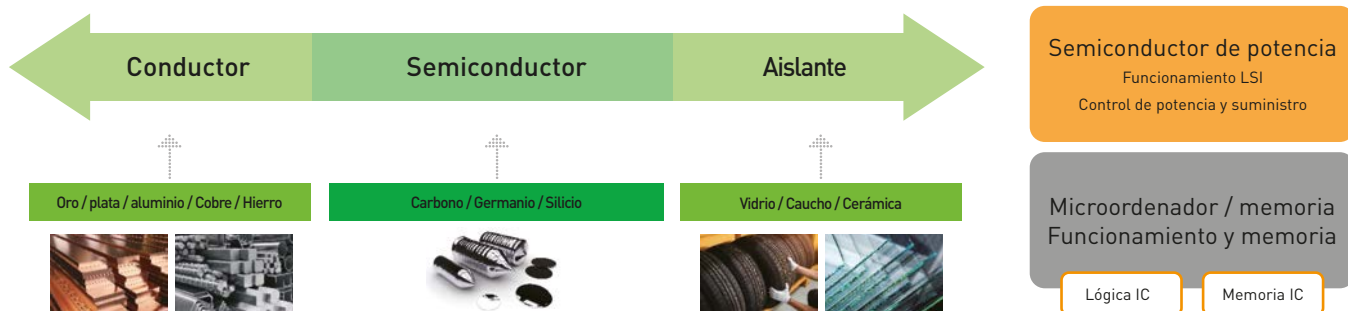 Conductor
Semiconductor
Aislante
Oro / plata / aluminio / Cobre / Hierro
Carbono / Germanio / Silicio
Vidrio / Caucho / Cerámica
Semiconductor de potencia
Funcionamiento LSI
Control de potencia y suministro
Microordenador / memoria
Funcionamiento y memoria
Lógica IC
Memoria IC